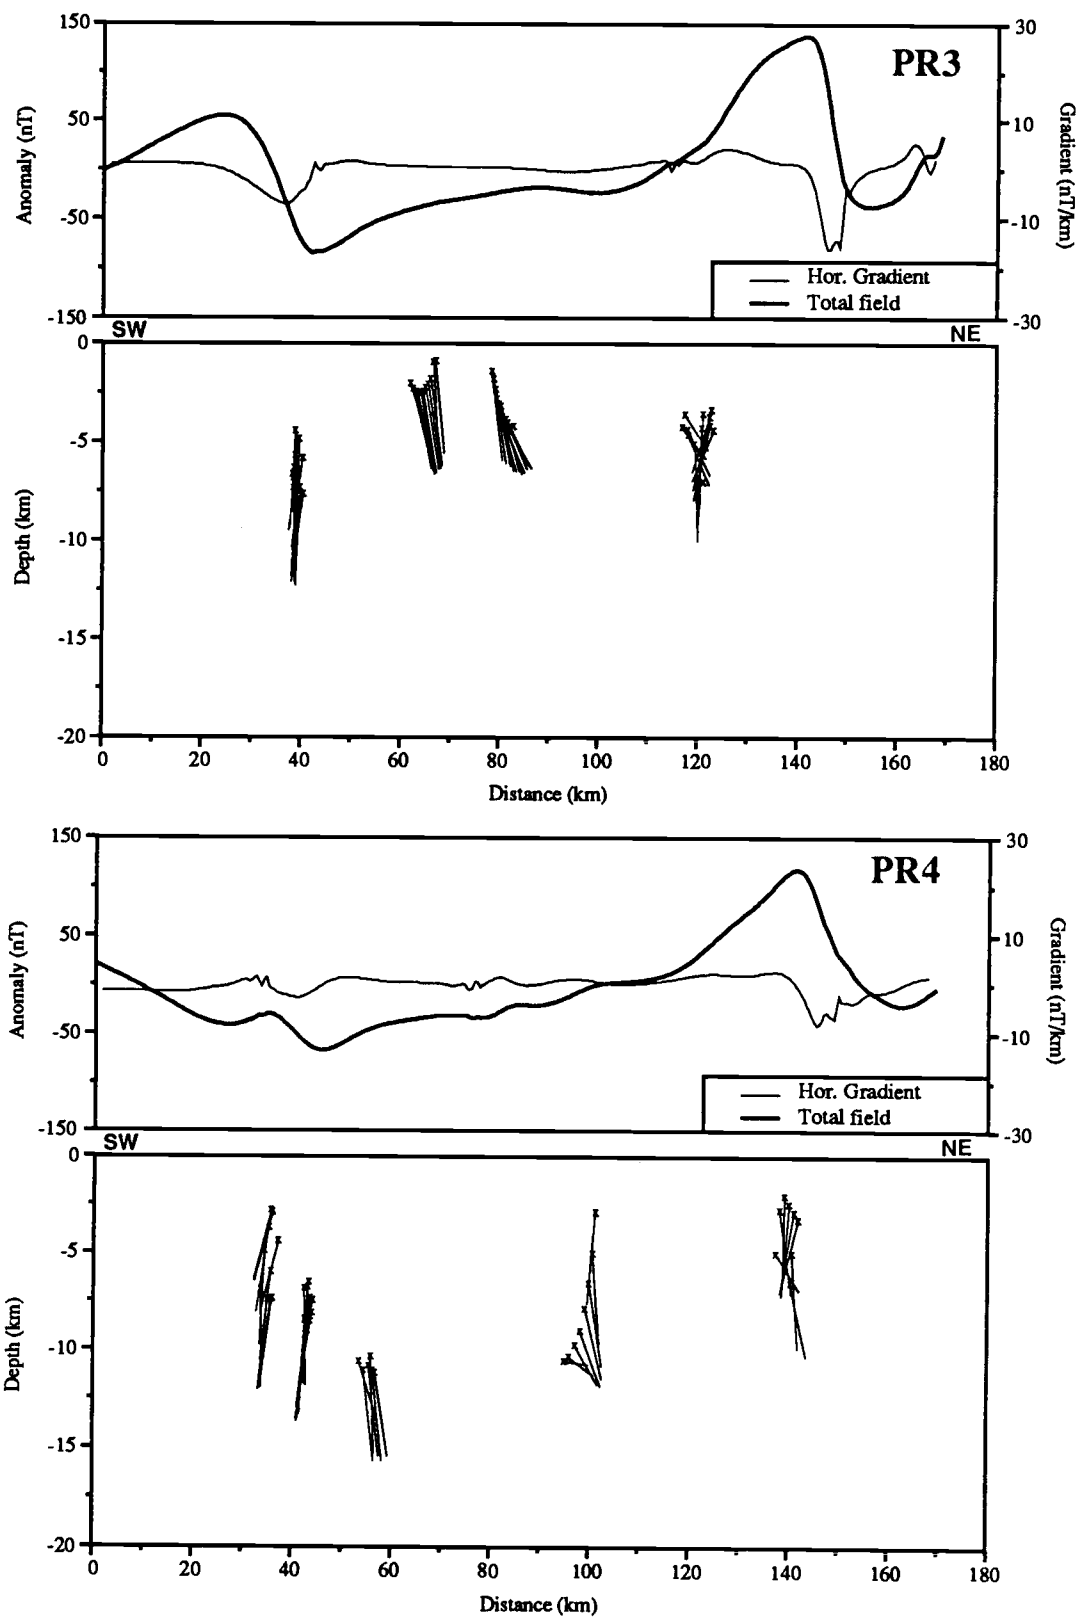 150
50
-50
-150
Anomaly (nT)
PR3
30
10
-10
-30
Gradient (nT/km)
Hor. Gradient
Total field
SW
NE
0
-5
-10
-15
-20
Depth (km)
0 20 40 60 80 100 120 140 160 180
Distance (km)
150
50
-50
-150
Anomaly (nT)
PR4
30
10
-10
-30
Gradient (nT/km)
Hor. Gradient
Total field
SW
NE
0
-5
-10
-15
-20
Depth (km)
0 20 40 60 80 100 120 140 160 180
Distance (km)